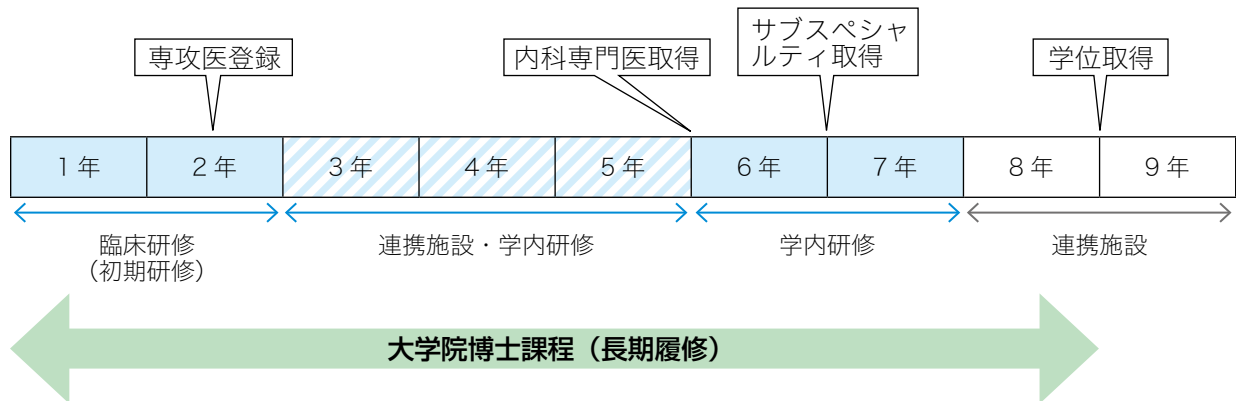 専攻医登録
内科専門医取得
サブスペシャ
ルティ取得
学位取得
1年
2年
3年
4年
5年
6年
7年
8年
9年
臨床研修
（初期研修）
連携施設・学内研修
学内研修
連携施設
大学院博士課程（長期履修）